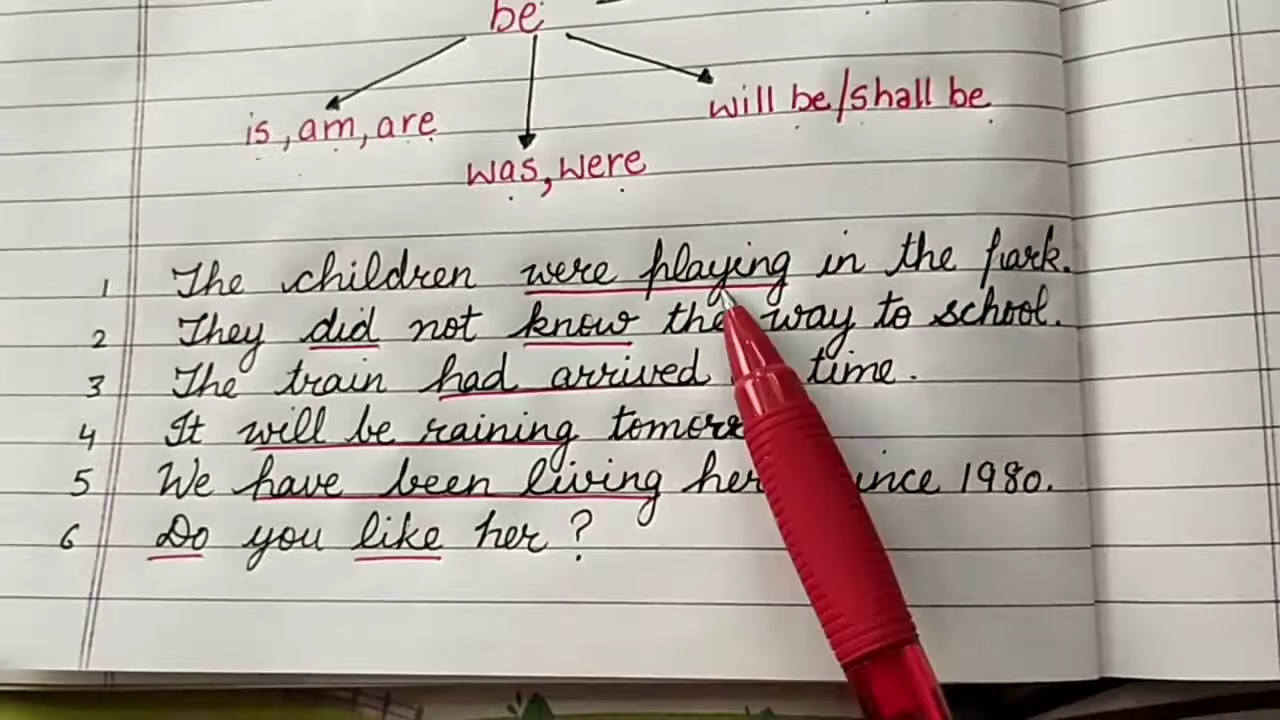 be
is, am, are
will be/shall be
was, were
1 The children were playing in the park.
2 They did not know the way to school.
3 The train had arrived time.
4 It will be raining
5 We have been living 1980.
6 Do you like her?